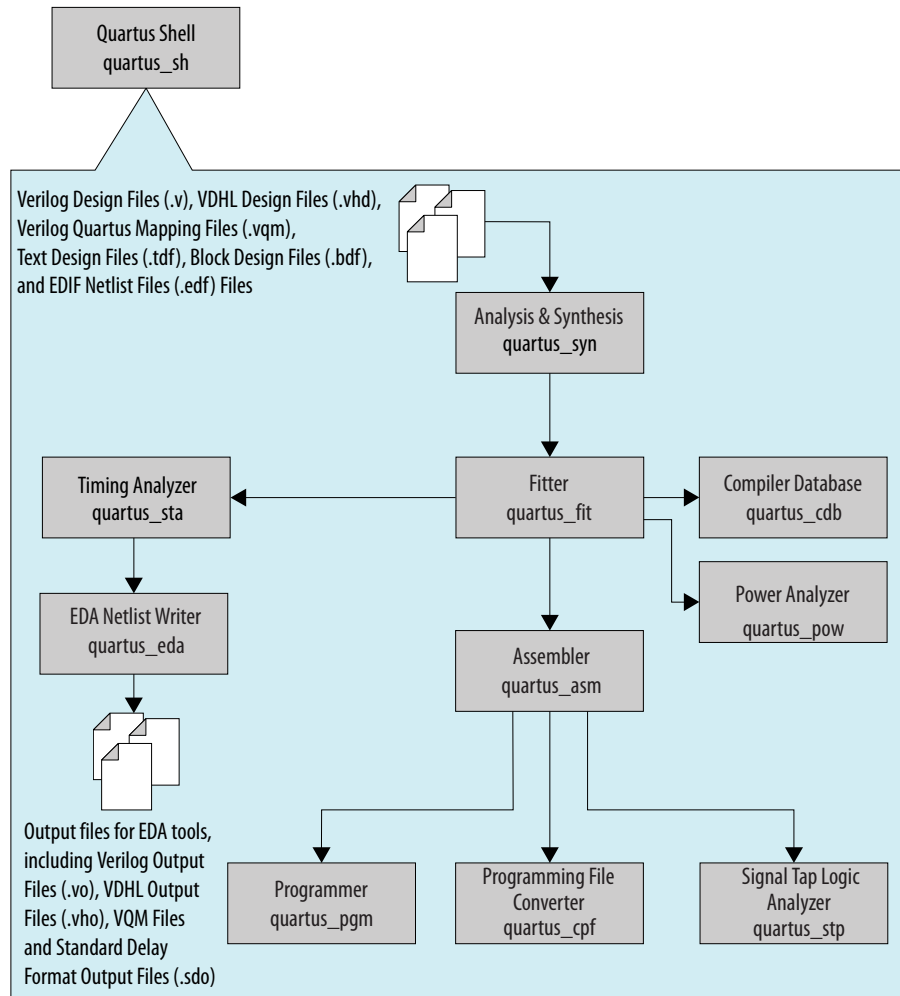 Quartus Shell
quartus_sh
Verilog Design Files (.v), VDHL Design Files (.vhd),
Verilog Quartus Mapping Files (.vqm),
Text Design Files (.tdf), Block Design Files (.bdf),
and EDIF Netlist Files (.edf) Files
Analysis & Synthesis
quartus_syn
Timing Analyzer
quartus_sta
Fitter
quartus_fit
Compiler Database
quartus_cdb
EDA Netlist Writer
quartus_eda
Power Analyzer
quartus_pow
Assembler
quartus_asm
Output files for EDA tools,
including Verilog Output
Files (.vo), VDHL Output
Files (.vho), VQM Files
and Standard Delay
Format Output Files (.sdo)
Programmer
quartus_pgm
Programming File
Converter
quartus_cpf
Signal Tap Logic
Analyzer
quartus_stp